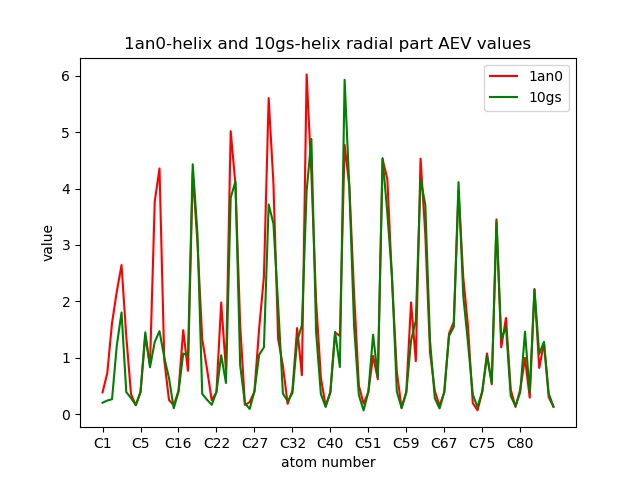 1an0-helix and 10gs-helix radial part AEV values
1an0
10gs
value
6
5
4
3
2
1
0
C1 C5 C16 C22 C27 C32 C40 C51 C59 C67 C75 C80
atom number